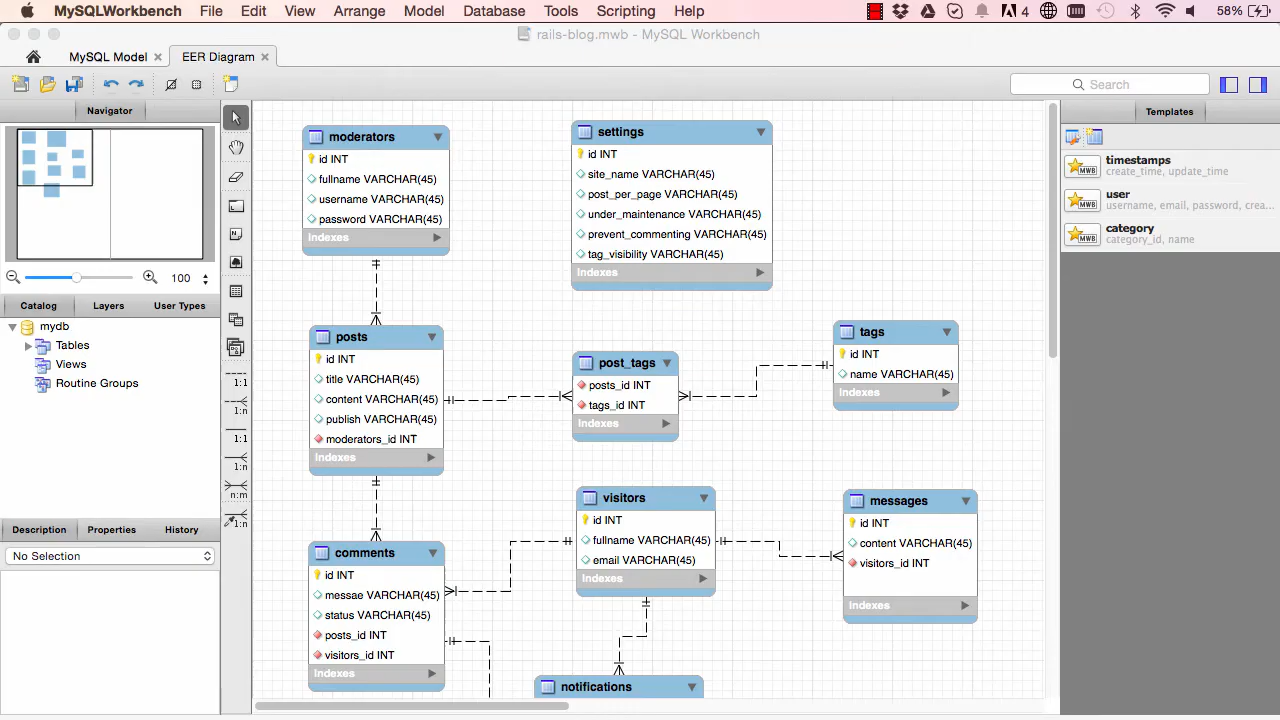 MySQLWorkbench File Edit View Arrange Model Database Tools Scripting Help 4 58%
rails-blog.mwb - MySQL Workbench
MySQL Model EER Diagram
Search
Navigator
100
Catalog Layers User Types
mydb
Tables
Views
Routine Groups
Description Properties History
No Selection
1:1
1:n
1:1
1:n
n:m
1:n
moderators
id INT
fullname VARCHAR(45)
username VARCHAR(45)
password VARCHAR(45)
Indexes
settings
id INT
site_name VARCHAR(45)
post_per_page VARCHAR(45)
under_maintenance VARCHAR(45)
prevent_commenting VARCHAR(45)
tag_visibility VARCHAR(45)
Indexes
posts
id INT
title VARCHAR(45)
content VARCHAR(45)
publish VARCHAR(45)
moderators_id INT
Indexes
post_tags
posts_id INT
tags_id INT
Indexes
tags
id INT
name VARCHAR(45)
Indexes
comments
id INT
messae VARCHAR(45)
status VARCHAR(45)
posts_id INT
visitors_id INT
Indexes
visitors
id INT
fullname VARCHAR(45)
email VARCHAR(45)
Indexes
messages
id INT
content VARCHAR(45)
visitors_id INT
Indexes
notifications
Templates
MWB
timestamps
create_time, update_time
MWB
user
username, email, password, crea...
MWB
category
category_id, name